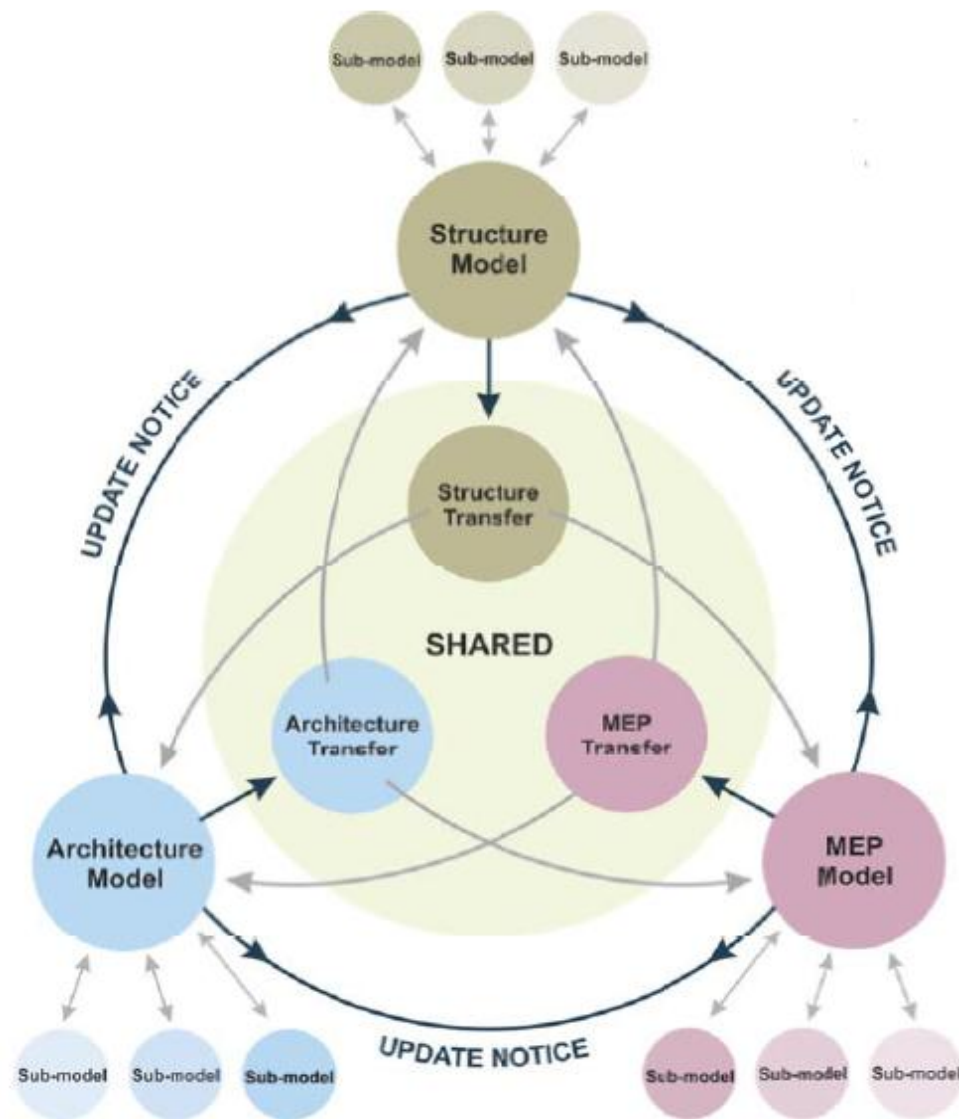 Sub-model
Sub-model
Sub-model
Structure
Model
UPDATE NOTICE
UPDATE NOTICE
Structure
Transfer
SHARED
Architecture
Transfer
MEP
Transfer
Architecture
Model
MEP
Model
UPDATE NOTICE
Sub-model
Sub-model
Sub-model
Sub-model
Sub-model
Sub-model